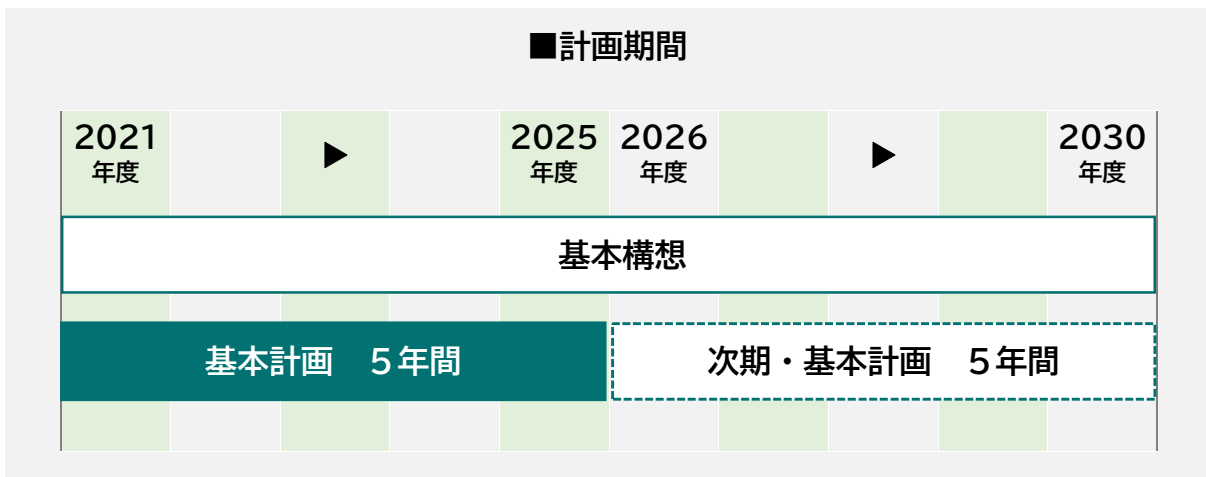 ■計画期間
2021 ▶ 2025 2026 ▶ 2030
年度 年度 年度 年度
基本構想
基本計画　５年間 次期・基本計画　５年間